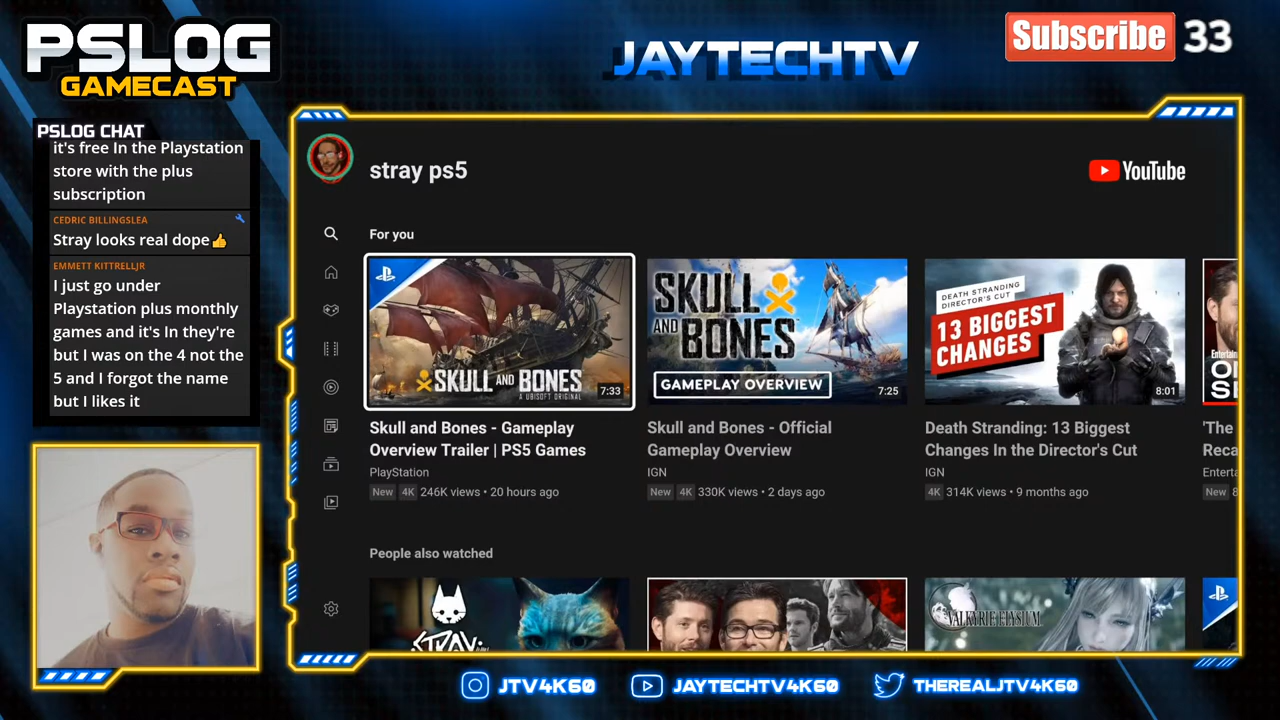 PSLOG
GAMECAST
JAYTECHTV
Subscribe 33
PSLOG CHAT
it's free In the Playstation
store with the plus
subscription
CEDRIC BILLINGSLEA
Stray looks real dope👍
EMMETT KITTRELLJR
I just go under
Playstation plus monthly
games and it's In they're
but I was on the 4 not the
5 and I forgot the name
but I likes it
stray ps5
YouTube
For you
SKULL AND BONES
A UBISOFT ORIGINAL
7:33
Skull and Bones - Gameplay
Overview Trailer | PS5 Games
PlayStation
New 4K 246K views • 20 hours ago
SKULL
AND BONES
GAMEPLAY OVERVIEW
7:25
Skull and Bones - Official
Gameplay Overview
IGN
New 4K 330K views • 2 days ago
DEATH STRANDING
DIRECTOR'S CUT
13 BIGGEST
CHANGES
8:01
Death Stranding: 13 Biggest
Changes In the Director's Cut
IGN
4K 314K views • 9 months ago
'The
Reca
Enterta
New 8
People also watched
STRAY
VALKYRIE ELYSIUM
JTV4K60
JAYTECHTV4K60
THEREALJTV4K60